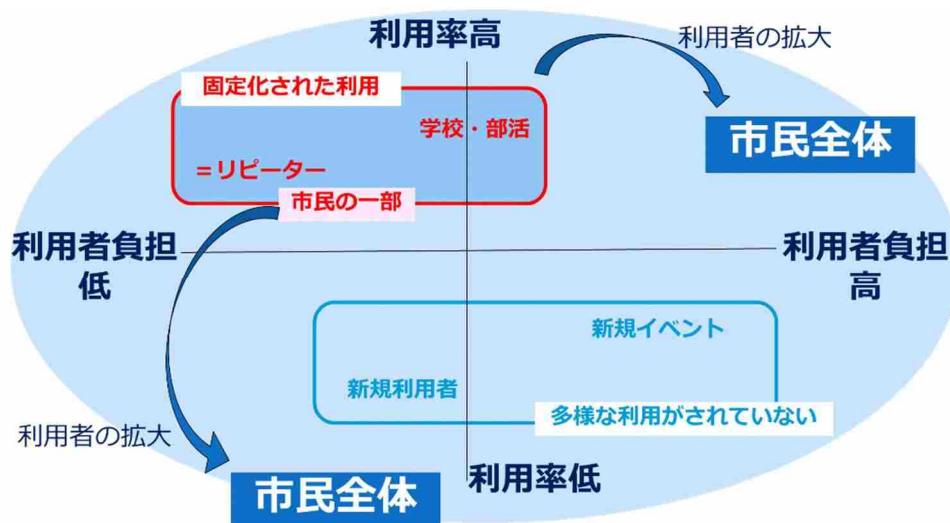 利用率高
利用者の拡大
固定化された利用
学校・部活
市民全体
＝リピーター
市民の一部
利用者負担
低
利用者負担
高
新規イベント
新規利用者
多様な利用がされていない
利用者の拡大
利用率低
市民全体